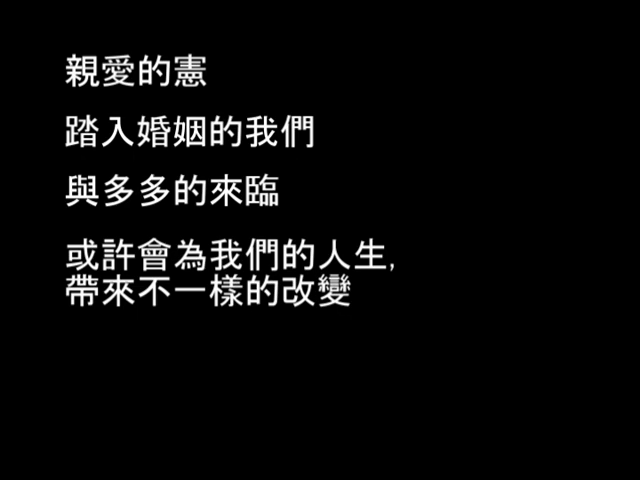 親愛的憲
踏入婚姻的我們
與多多的來臨
或許會為我們的人生,
帶來不一樣的改變